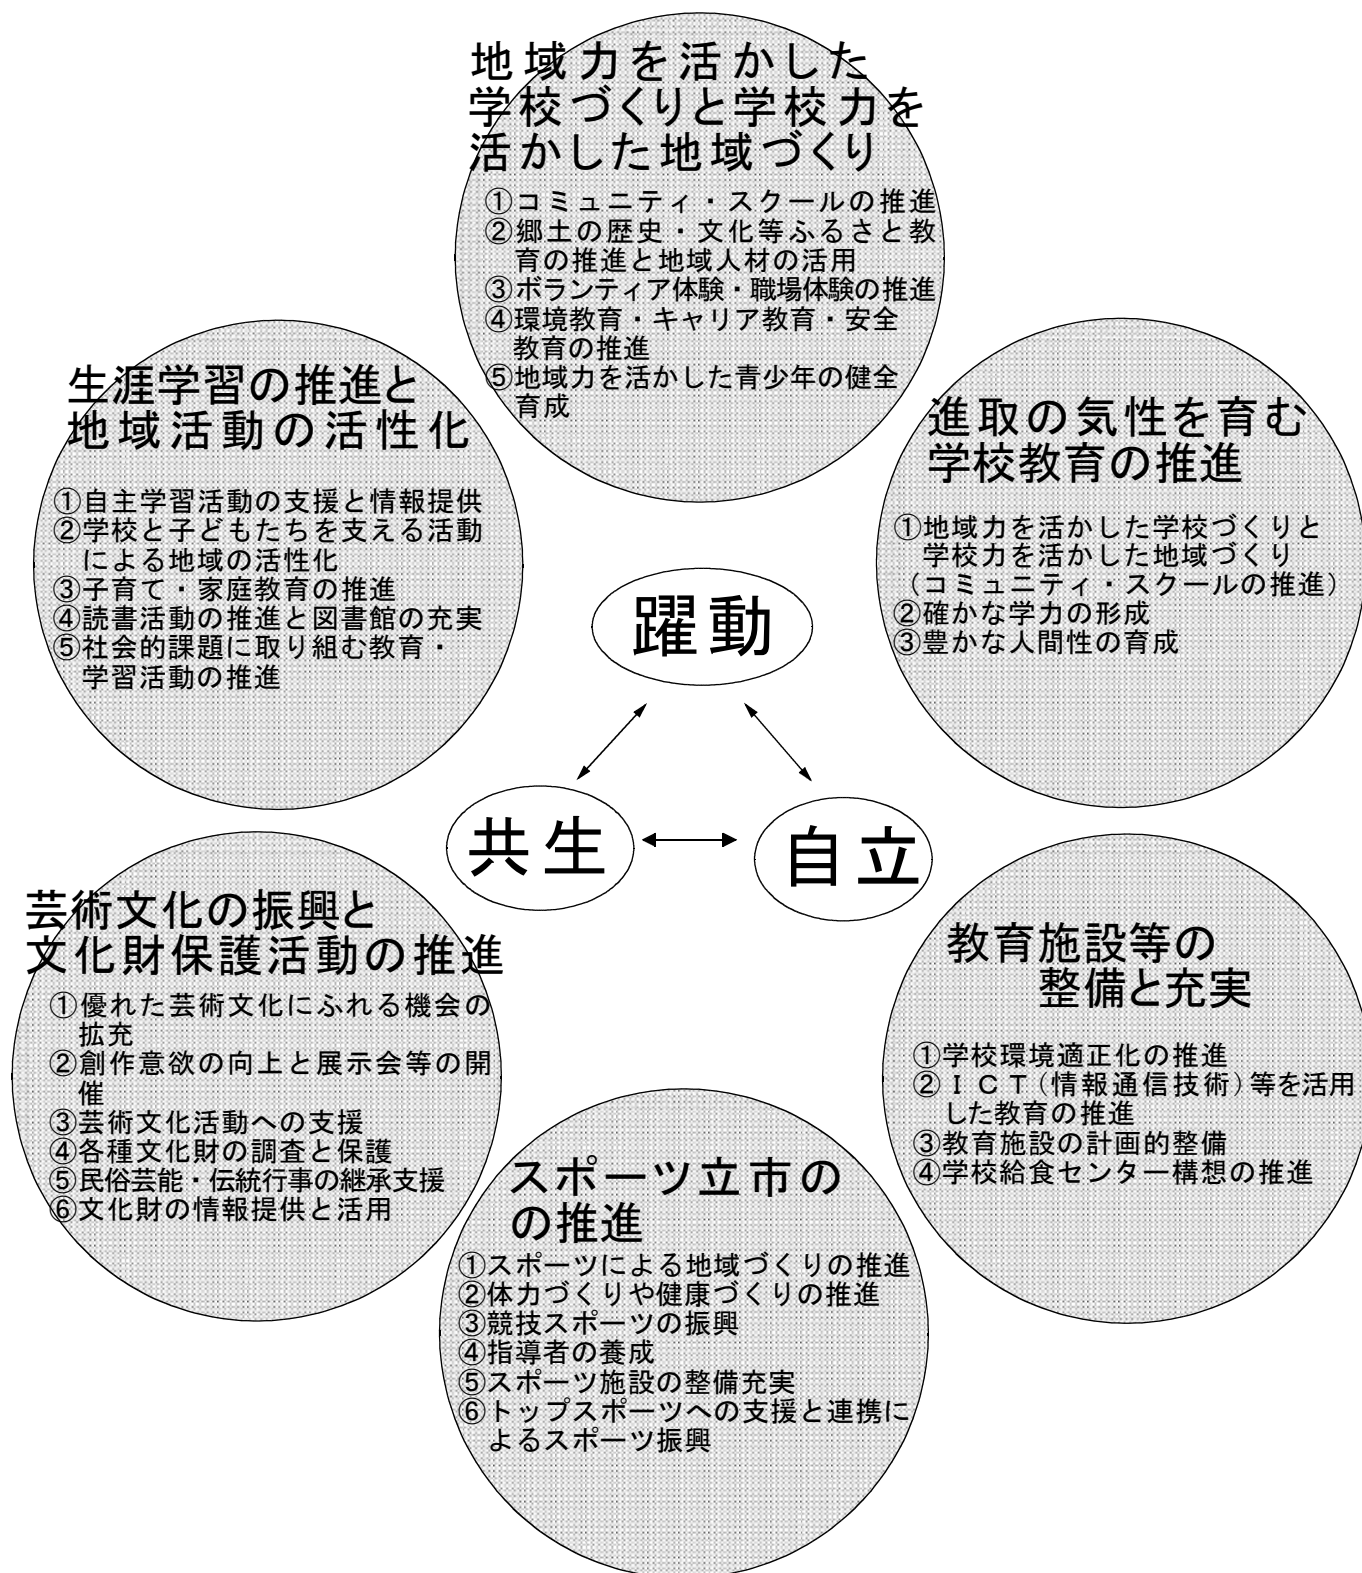 地域力を活かした
学校づくりと学校力を
活かした地域づくり
①コミュニティ・スクールの推進
②郷土の歴史・文化等ふるさと教
育の推進と地域人材の活用
③ボランティア体験・職場体験の推進
④環境教育・キャリア教育・安全
教育の推進
⑤地域力を活かした青少年の健全
育成
生涯学習の推進と
地域活動の活性化
①自主学習活動の支援と情報提供
②学校と子どもたちを支える活動
による地域の活性化
③子育て・家庭教育の推進
④読書活動の推進と図書館の充実
⑤社会的課題に取り組む教育・
学習活動の推進
進取の気性を育む
学校教育の推進
①地域力を活かした学校づくりと
学校力を活かした地域づくり
（コミュニティ・スクールの推進）
②確かな学力の形成
③豊かな人間性の育成
躍動
共生
自立
芸術文化の振興と
文化財保護活動の推進
①優れた芸術文化にふれる機会の
拡充
②創作意欲の向上と展示会等の開
催
③芸術文化活動への支援
④各種文化財の調査と保護
⑤民俗芸能・伝統行事の継承支援
⑥文化財の情報提供と活用
教育施設等の
整備と充実
①学校環境適正化の推進
②ＩＣＴ(情報通信技術)等を活用
した教育の推進
③教育施設の計画的整備
④学校給食センター構想の推進
スポーツ立市の
の推進
①スポーツによる地域づくりの推進
②体力づくりや健康づくりの推進
③競技スポーツの振興
④指導者の養成
⑤スポーツ施設の整備充実
⑥トップスポーツへの支援と連携に
よるスポーツ振興